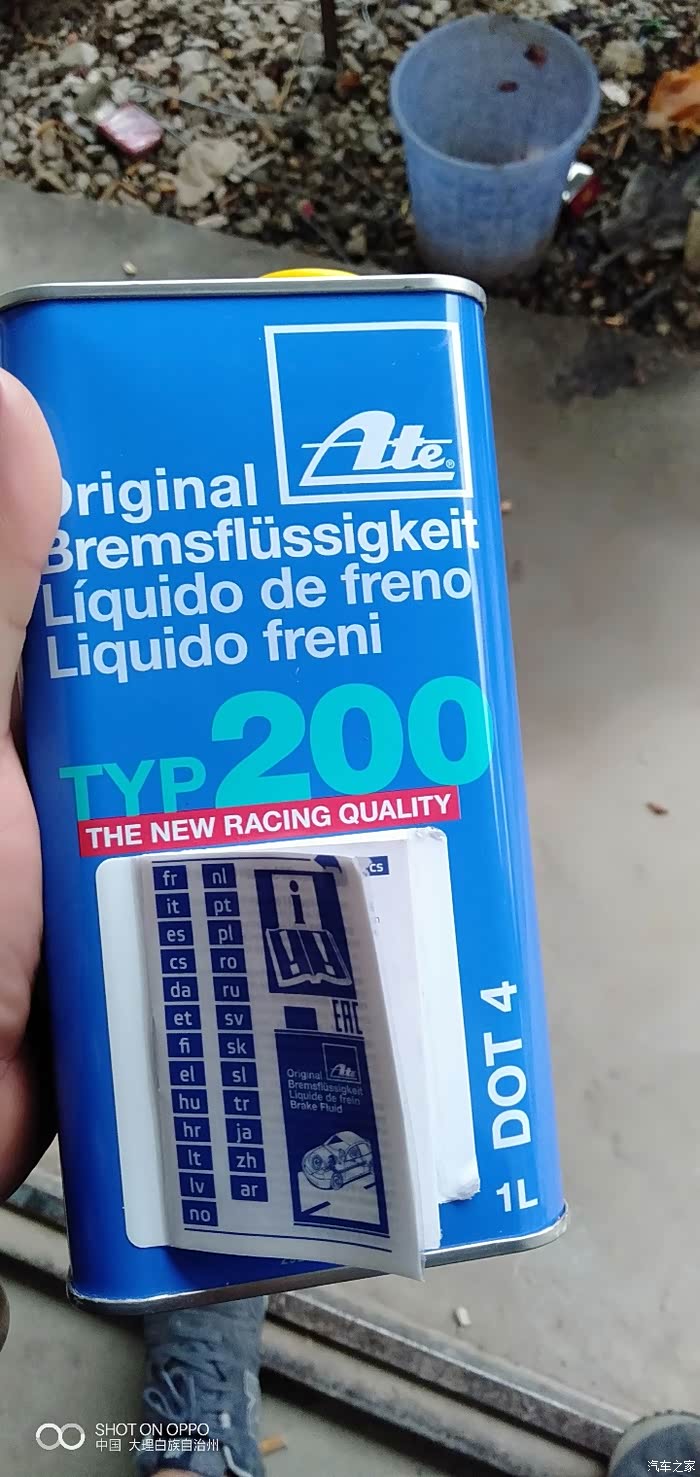 Ate®
Original
Bremsflüssigkeit
Líquido de freno
Liquido freni
TYP 200
THE NEW RACING QUALITY
fr nl
it pt
es pl
cs ro
da ru
et sv
fi sk
el sl
hu tr
hr ja
lt zh
lv ar
no
i
cs
EAC
Ate
Original
Bremsflüssigkeit
Liquide de frein
Brake Fluid
DOT 4
1L
SHOT ON OPPO
中国 大理白族自治州
汽车之家